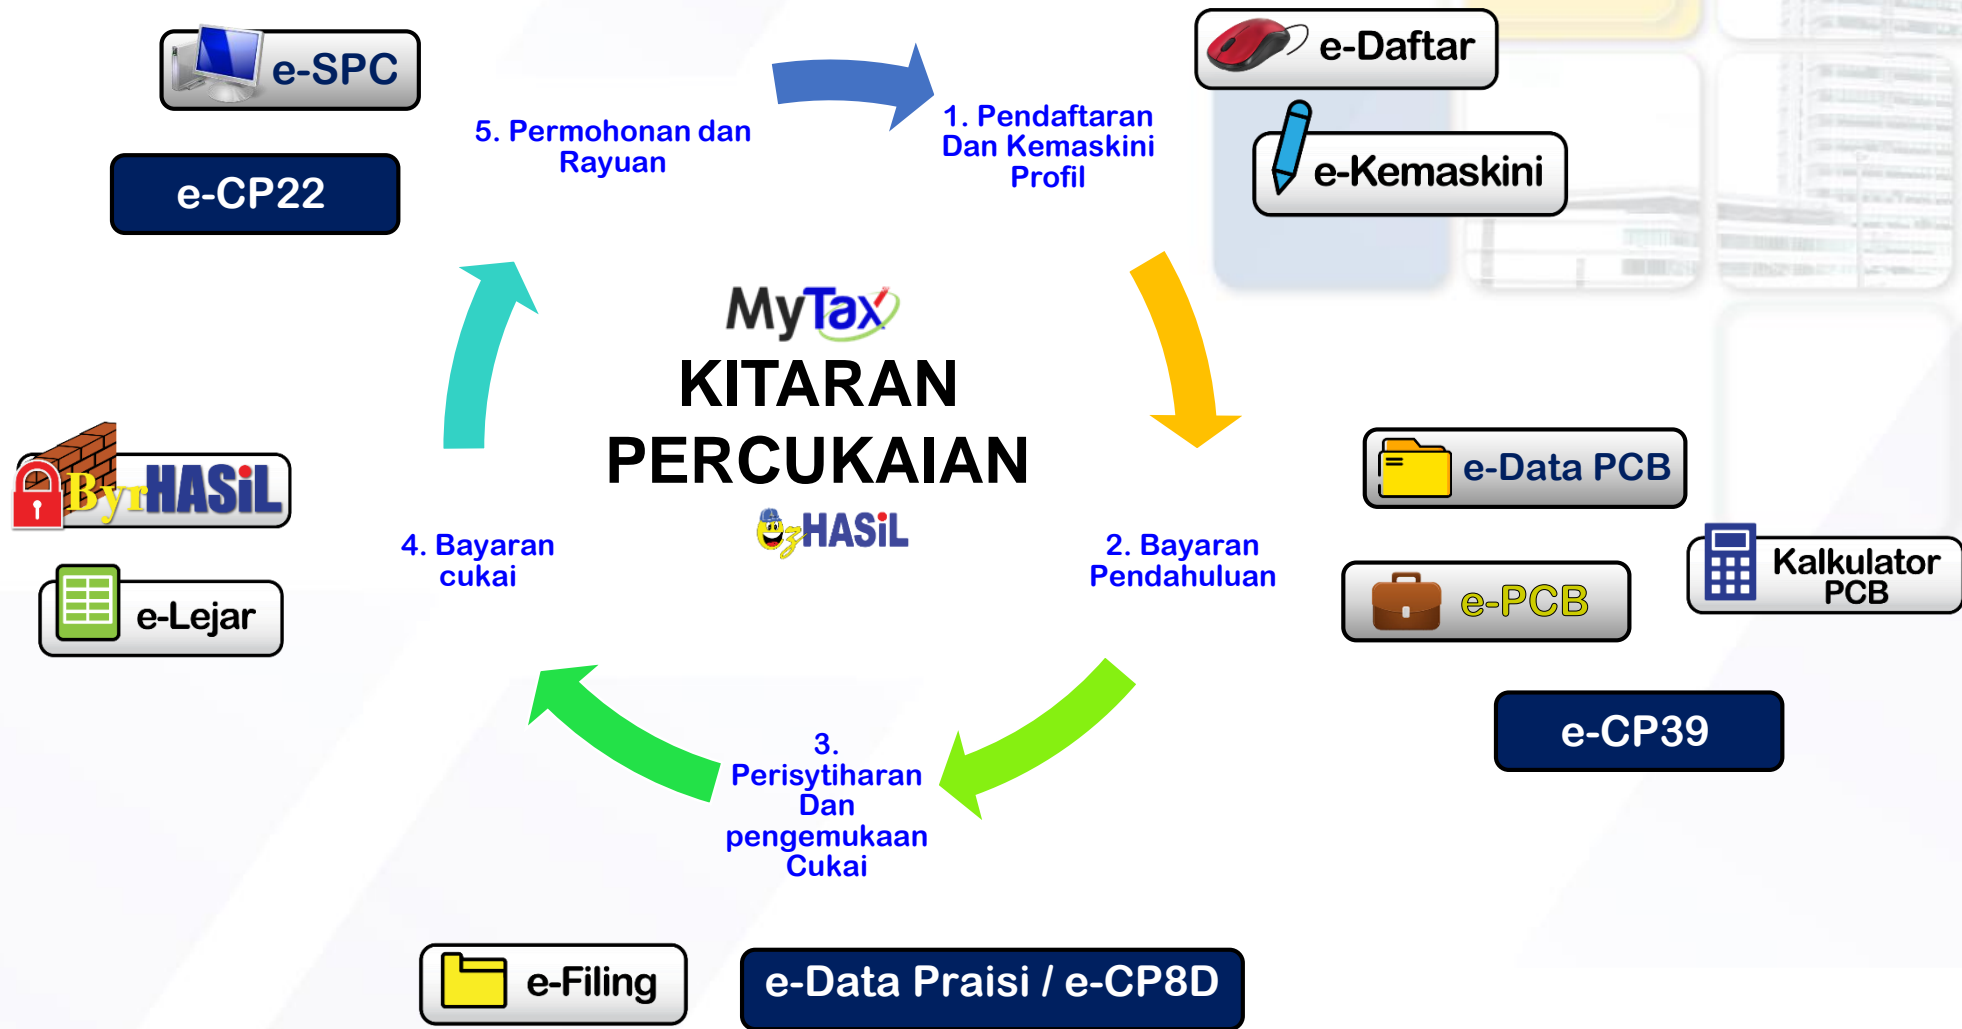 e-SPC
e-CP22
5. Permohonan dan
Rayuan
1. Pendaftaran
Dan Kemaskini
Profil
e-Daftar
e-Kemaskini
MyTax
KITARAN
PERCUKAIAN
ezHASiL
ByrHASiL
e-Lejar
4. Bayaran
cukai
2. Bayaran
Pendahuluan
e-Data PCB
e-PCB
Kalkulator
PCB
e-CP39
3.
Perisytiharan
Dan
pengemukaan
Cukai
e-Filing
e-Data Praisi / e-CP8D